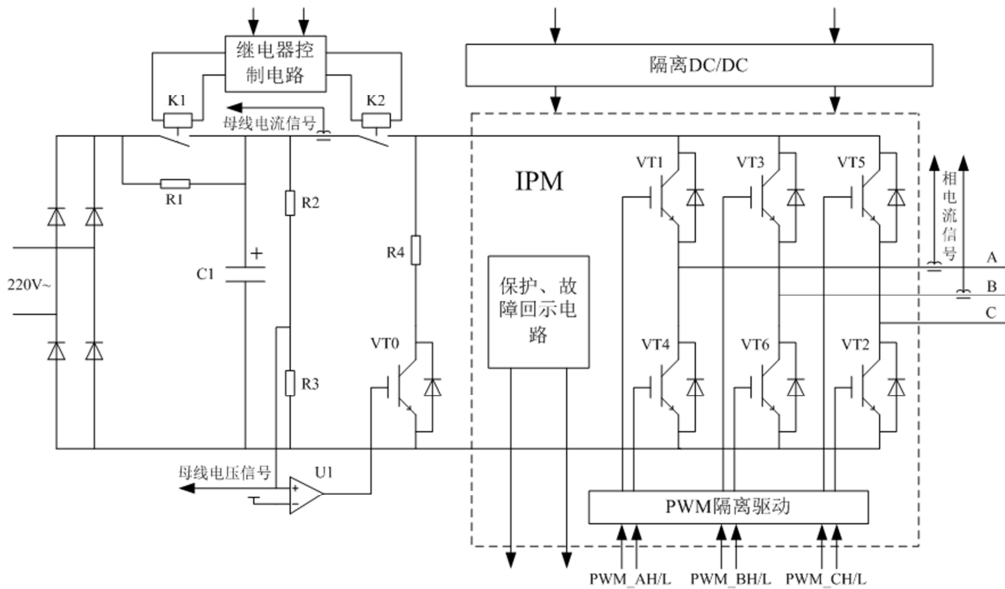 继电器控
制电路
隔离DC/DC
K1
K2
母线电流信号
IPM
VT1
VT3
VT5
相电流信号
R1
R2
R4
C1
+
220V~
保护、故
障回示电
路
A
B
C
VT0
VT4
VT6
VT2
R3
母线电压信号
U1
+
−
PWM隔离驱动
PWM_AH/L
PWM_BH/L
PWM_CH/L